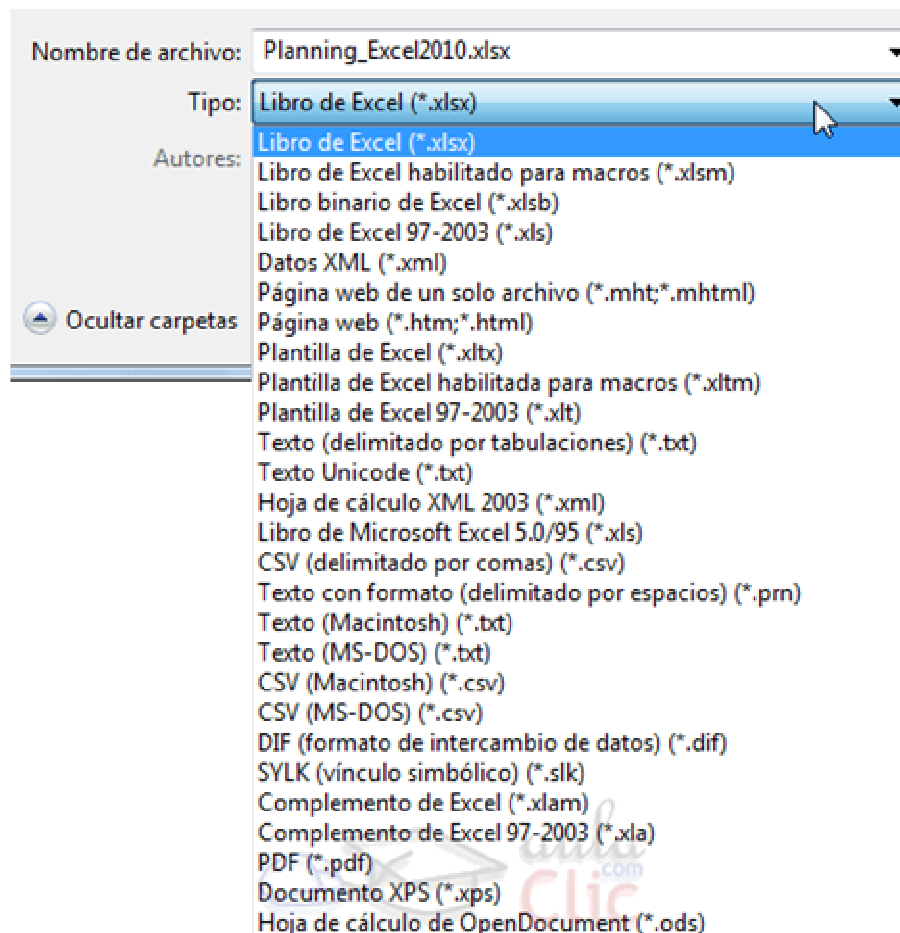 Nombre de archivo: Planning_Excel2010.xlsx
Tipo: Libro de Excel (*.xlsx)
Autores:
Libro de Excel (*.xlsx)
Libro de Excel habilitado para macros (*.xlsm)
Libro binario de Excel (*.xlsb)
Libro de Excel 97-2003 (*.xls)
Datos XML (*.xml)
Página web de un solo archivo (*.mht;*.mhtml)
Ocultar carpetas
Página web (*.htm;*.html)
Plantilla de Excel (*.xltx)
Plantilla de Excel habilitada para macros (*.xltm)
Plantilla de Excel 97-2003 (*.xlt)
Texto (delimitado por tabulaciones) (*.txt)
Texto Unicode (*.txt)
Hoja de cálculo XML 2003 (*.xml)
Libro de Microsoft Excel 5.0/95 (*.xls)
CSV (delimitado por comas) (*.csv)
Texto con formato (delimitado por espacios) (*.prn)
Texto (Macintosh) (*.txt)
Texto (MS-DOS) (*.txt)
CSV (Macintosh) (*.csv)
CSV (MS-DOS) (*.csv)
DIF (formato de intercambio de datos) (*.dif)
SYLK (vínculo simbólico) (*.slk)
Complemento de Excel (*.xlam)
Complemento de Excel 97-2003 (*.xla)
PDF (*.pdf)
Documento XPS (*.xps)
Hoja de cálculo de OpenDocument (*.ods)
aula
.com
Clic